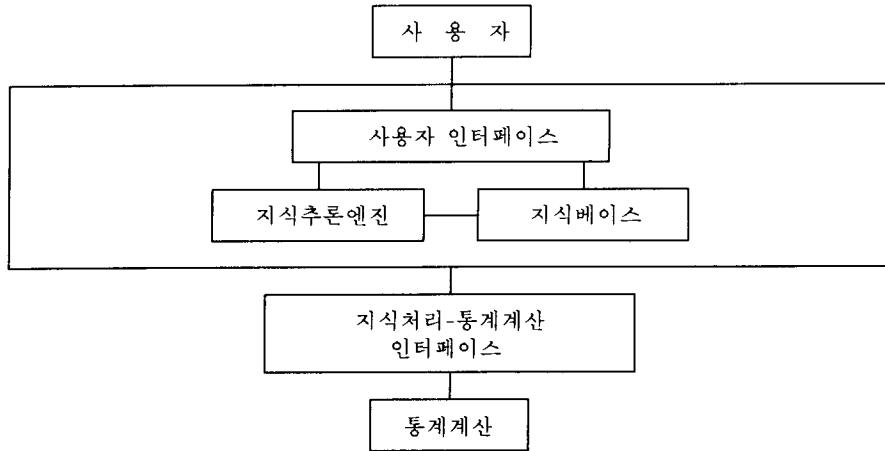 사 용 자
사용자 인터페이스
지식추론엔진
지식베이스
지식처리-통계계산
인터페이스
통계계산